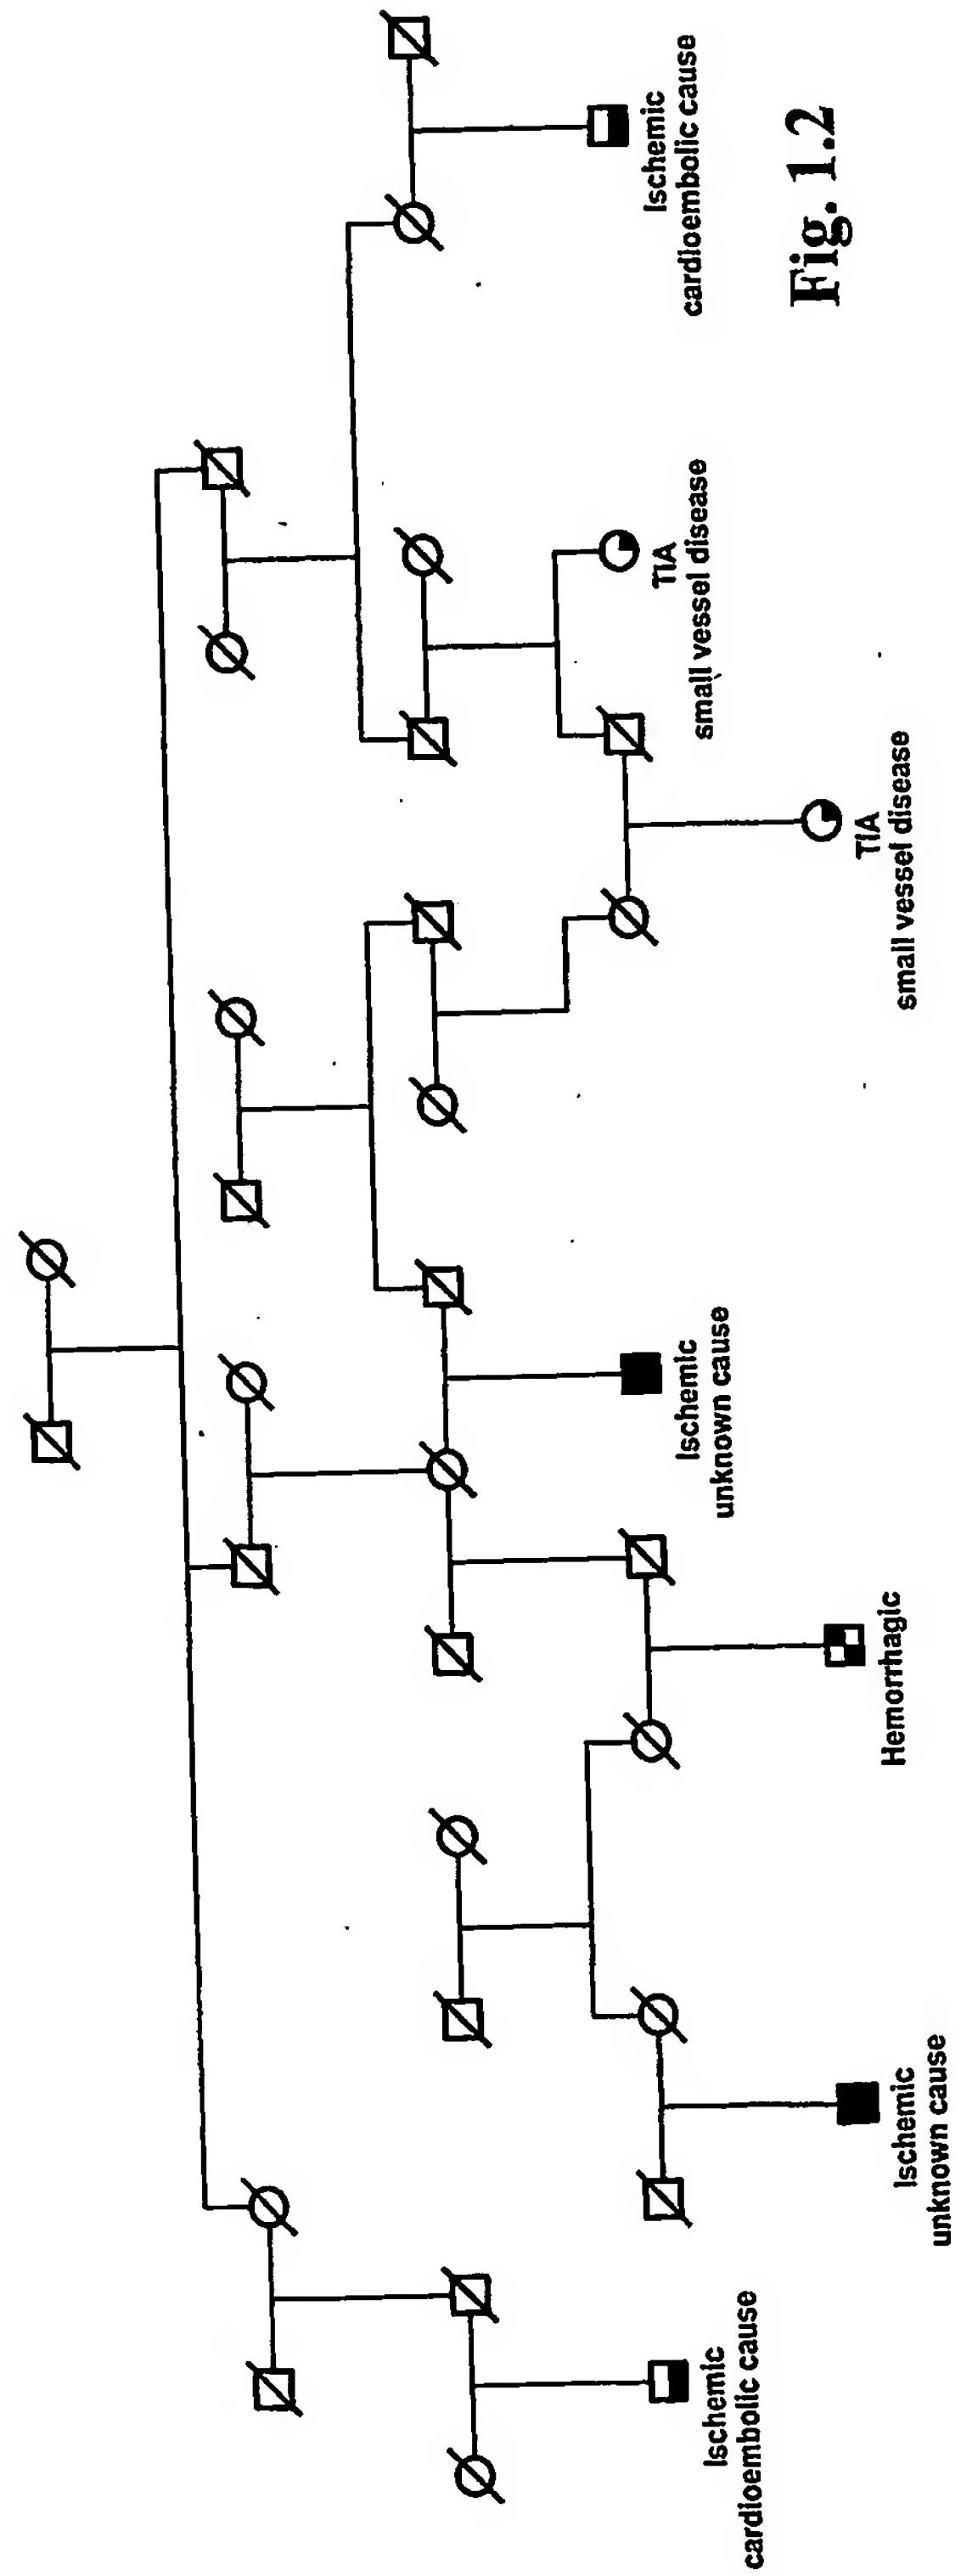 Ischemic
cardioembolic cause
Ischemic
unknown cause
Hemorrhagic
Ischemic
unknown cause
TIA
small vessel disease
TIA
small vessel disease
Ischemic
cardioembolic cause
Fig. 1.2